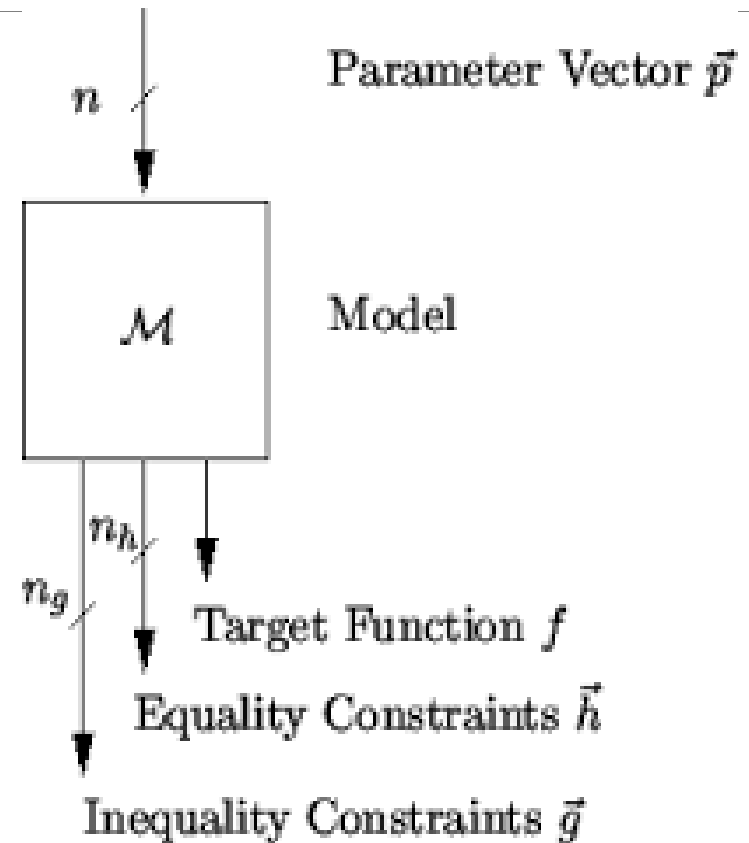 Parameter Vector p⃗
n
ℳ
Model
n_h
n_g
Target Function f
Equality Constraints h⃗
Inequality Constraints g⃗